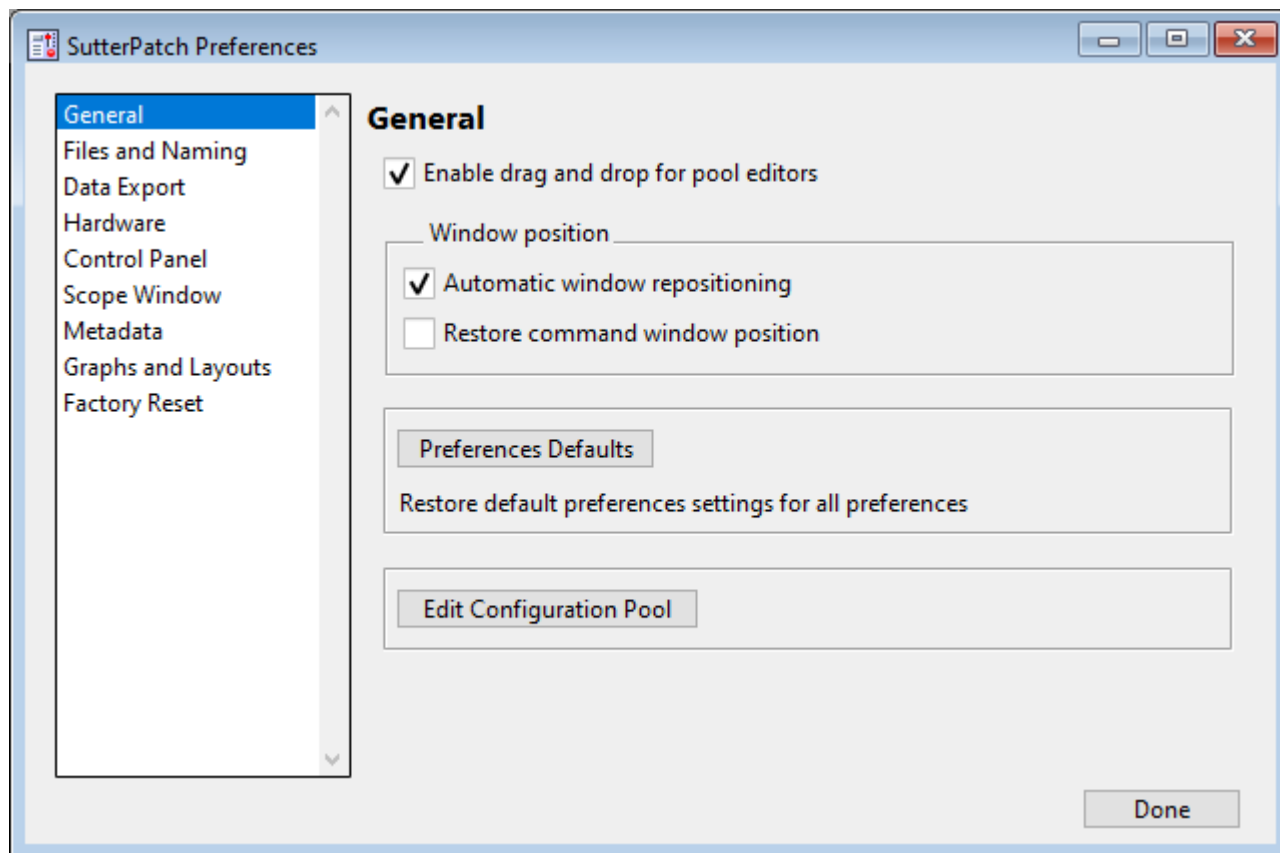 SutterPatch Preferences
General
Files and Naming
Data Export
Hardware
Control Panel
Scope Window
Metadata
Graphs and Layouts
Factory Reset
General
Enable drag and drop for pool editors
Window position
Automatic window repositioning
Restore command window position
Preferences Defaults
Restore default preferences settings for all preferences
Edit Configuration Pool
Done